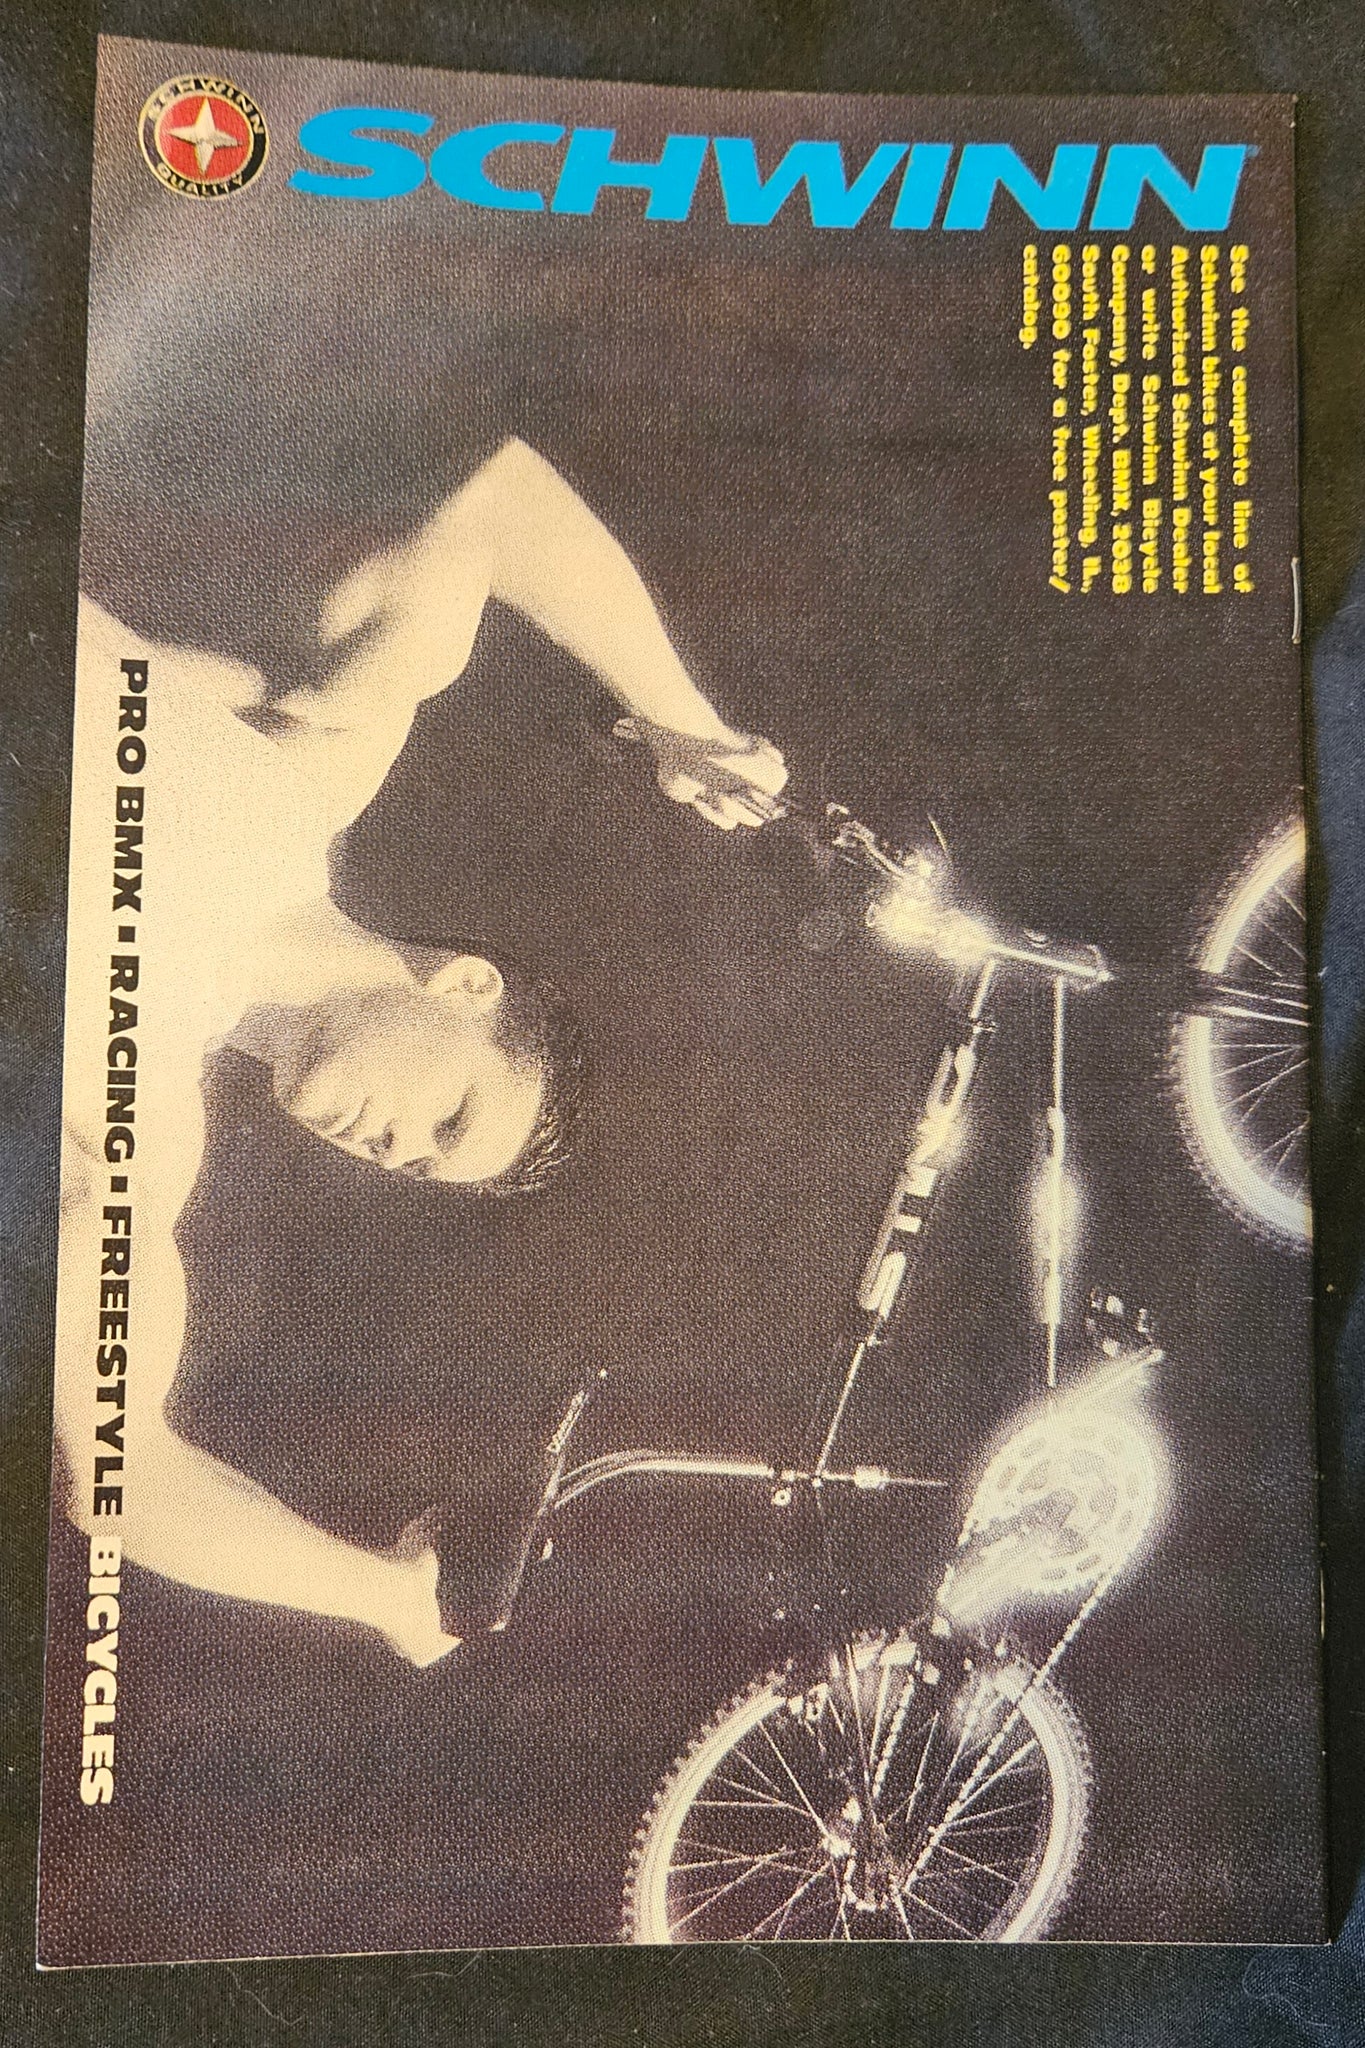 SCHWINN
QUALITY
SCHWINN
See the complete line of
Schwinn bikes at your local
Authorized Schwinn Dealer
or write Schwinn Bicycle
Company, Dept. BMX, 1038
South Foster, Wheeling, IL.
60090 for a free poster/
catalog.
PRO BMX ▪ RACING ▪ FREESTYLE BICYCLES